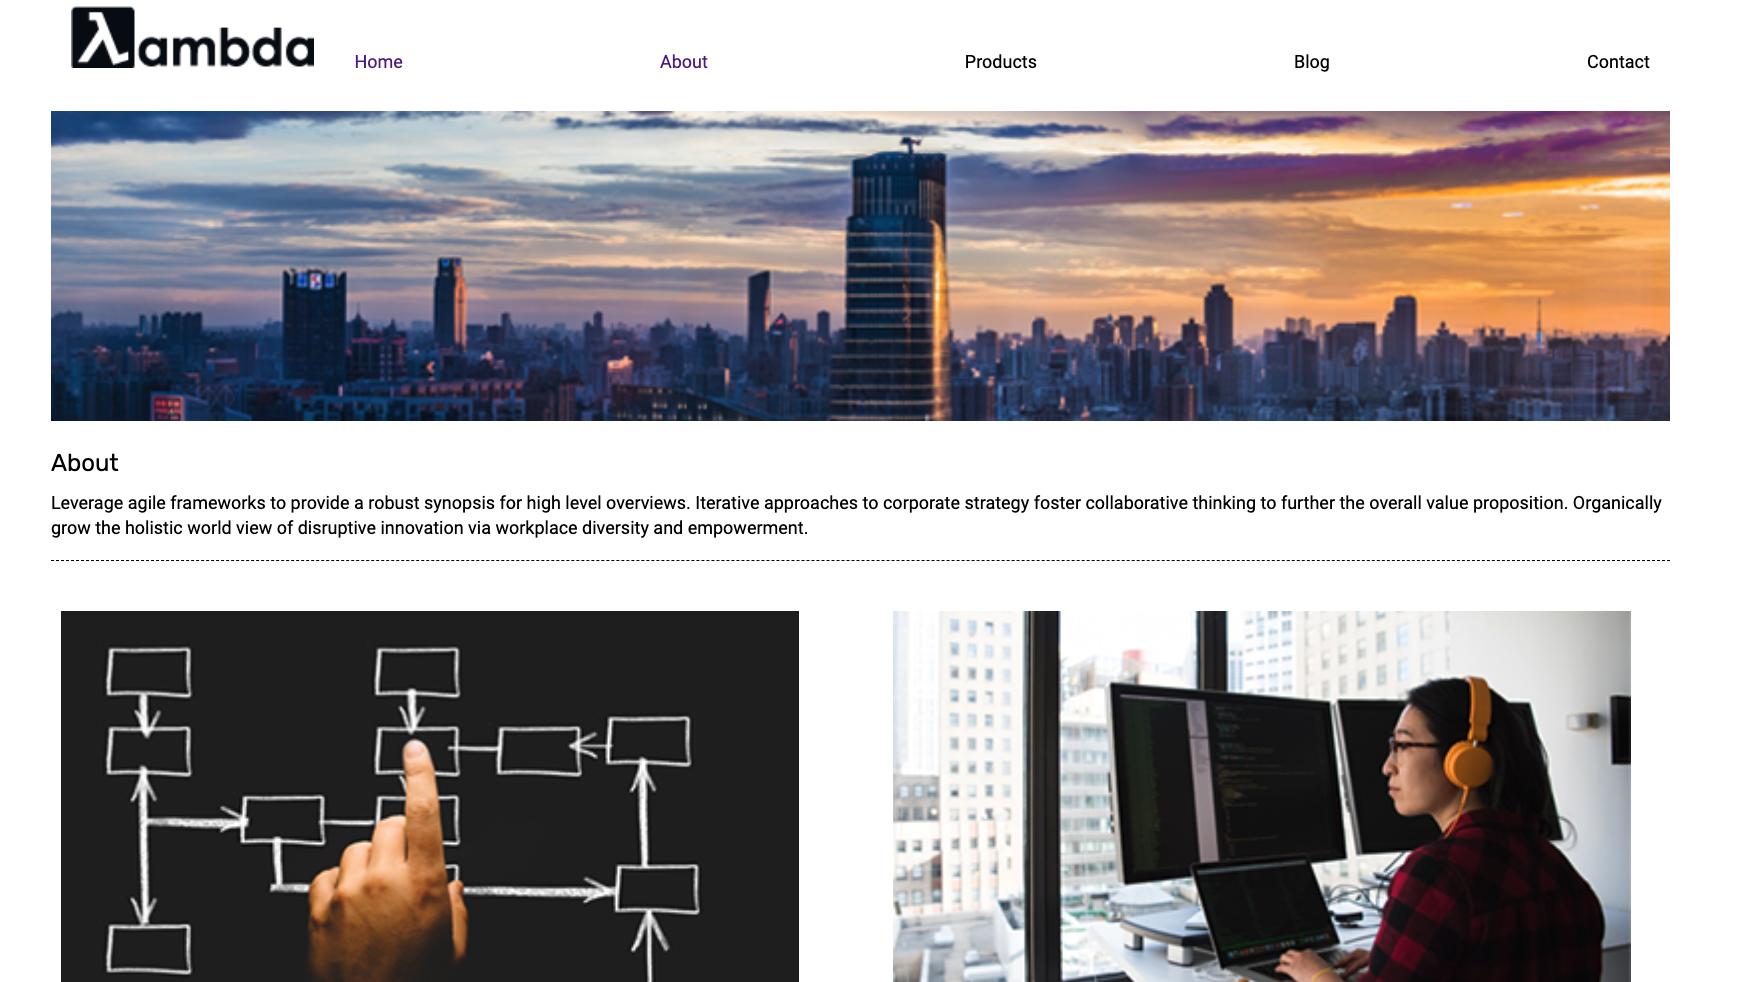 λambda
Home About Products Blog Contact
About
Leverage agile frameworks to provide a robust synopsis for high level overviews. Iterative approaches to corporate strategy foster collaborative thinking to further the overall value proposition. Organically
grow the holistic world view of disruptive innovation via workplace diversity and empowerment.